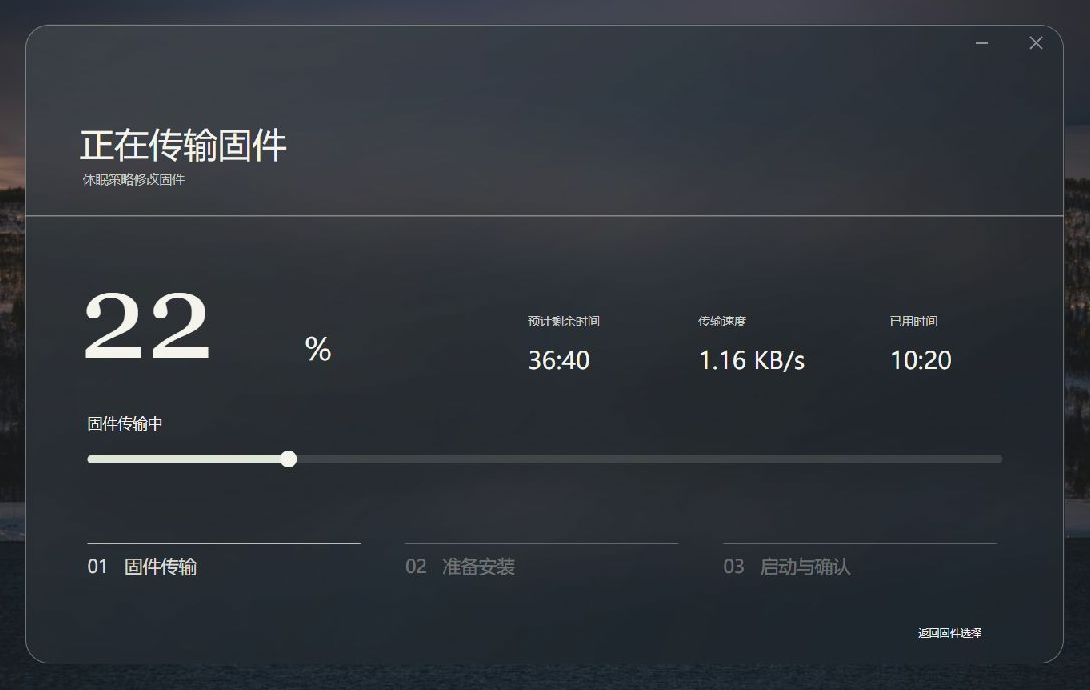 正在传输固件
休眠策略修改固件
22 %
预计剩余时间 传输速度 已用时间
36:40 1.16 KB/s 10:20
固件传输中
01 固件传输 02 准备安装 03 启动与确认
返回固件选择